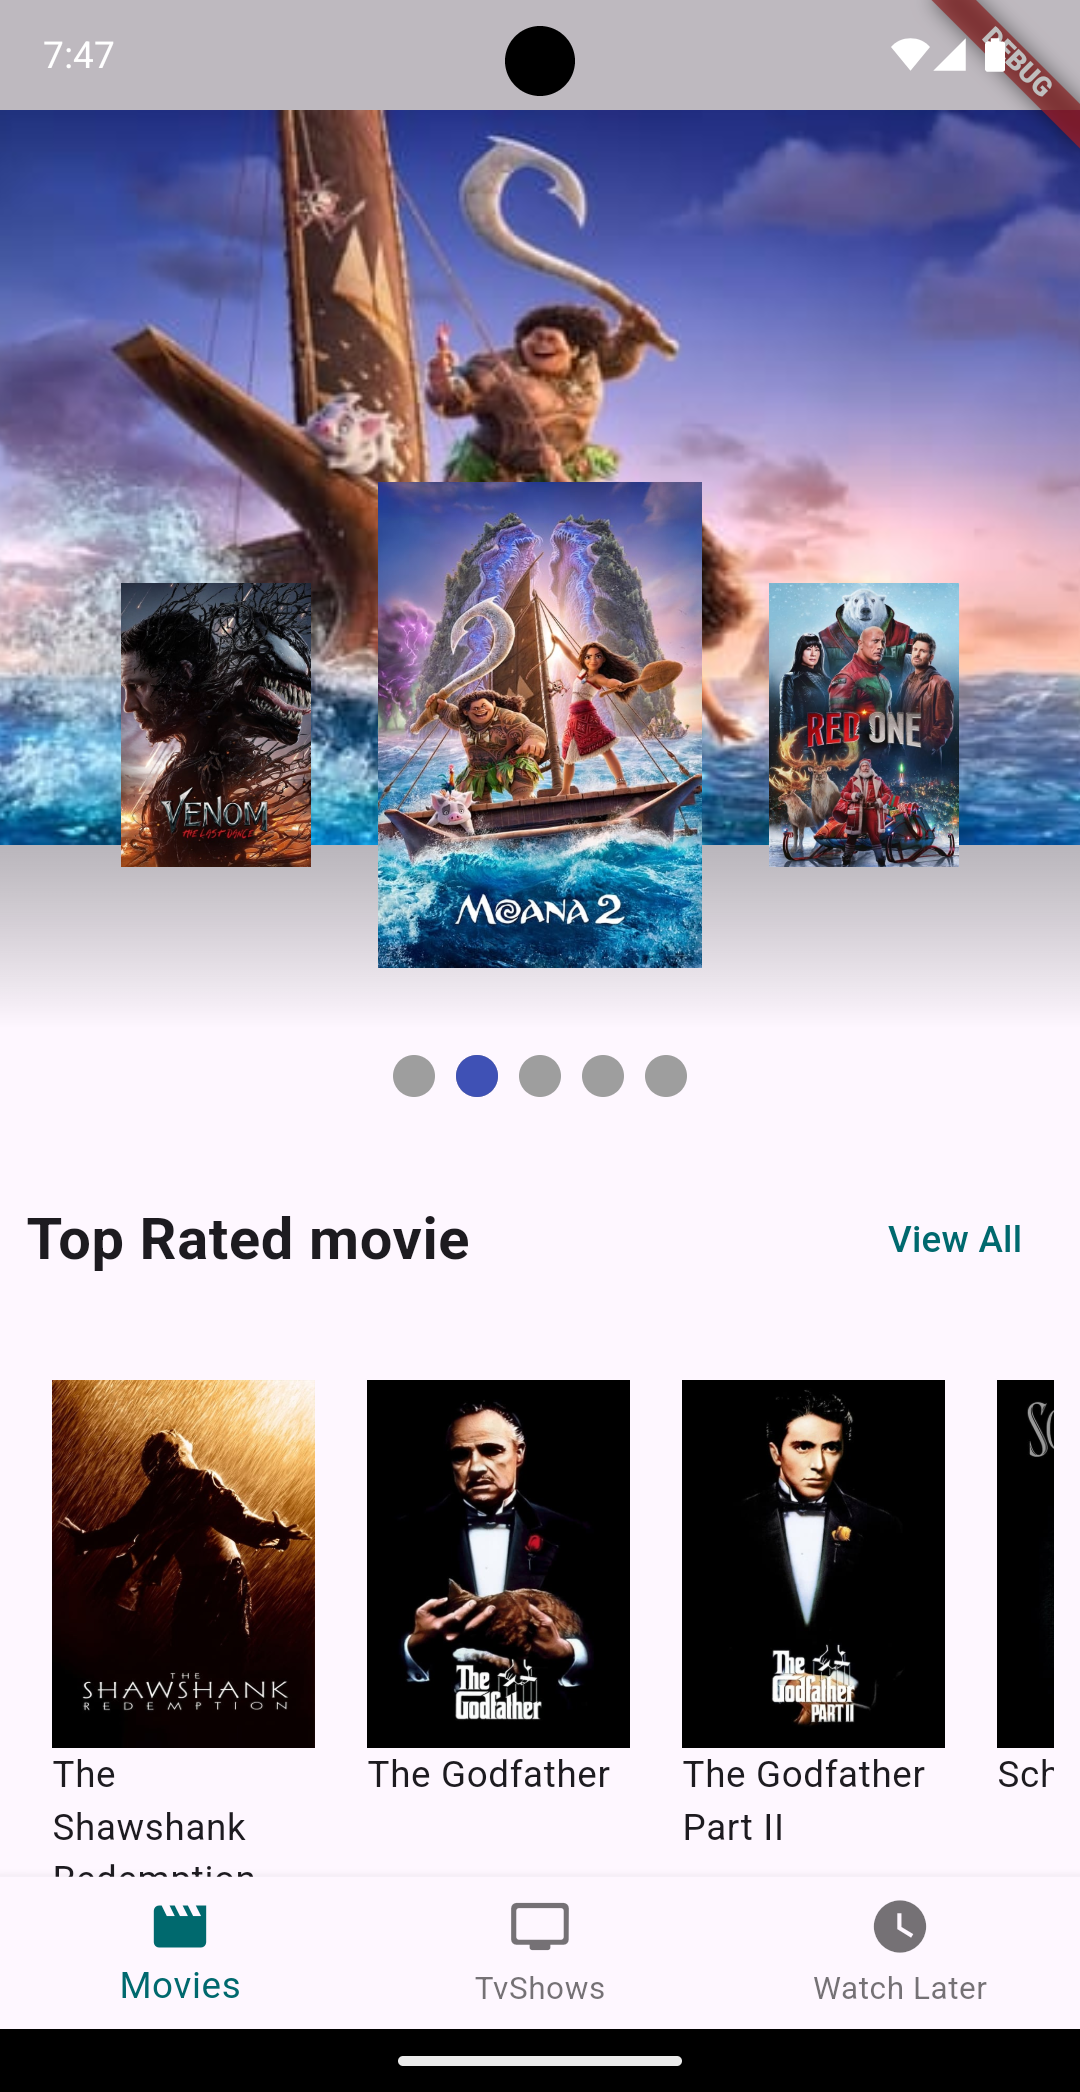 7:47
DEBUG
VENOM
THE LAST DANCE
MOANA 2
RED ONE
Top Rated movie
View All
THE
SHAWSHANK
REDEMPTION
The
Godfather
The
Godfather
PART II
The
Shawshank
Redemption
The Godfather
The Godfather
Part II
Sch
Movies
TvShows
Watch Later